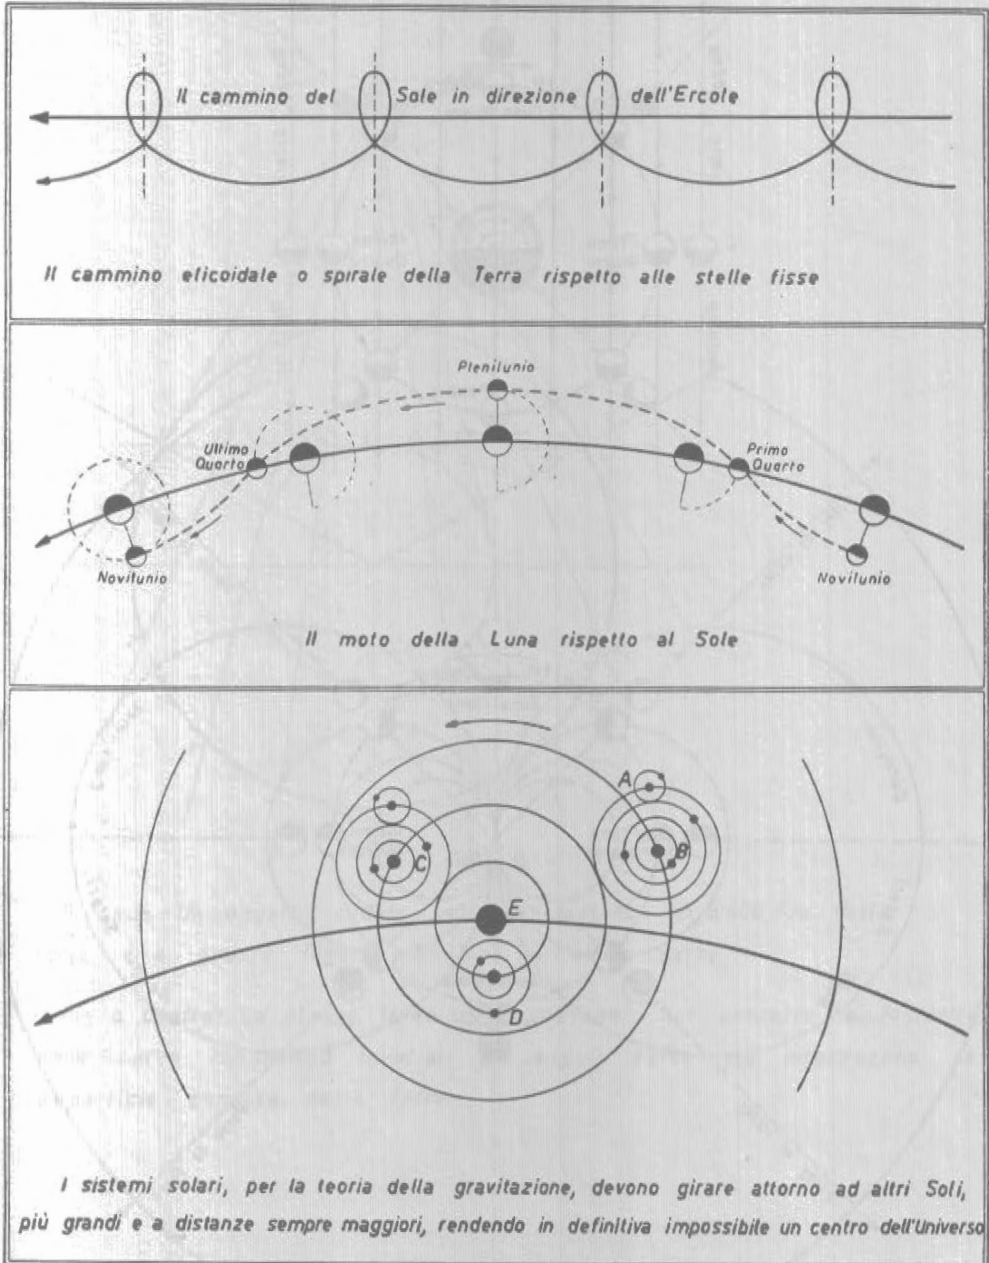 Il cammino del Sole in direzione dell'Ercole
Il cammino elicoidale o spirale della Terra rispetto alle stelle fisse
Plenilunio
Ultimo
Quarto
Primo
Quarto
Novilunio
Novilunio
Il moto della Luna rispetto al Sole
A
B
C
E
D
I sistemi solari, per la teoria della gravitazione, devono girare attorno ad altri Soli,
più grandi e a distanze sempre maggiori, rendendo in definitiva impossibile un centro dell'Universo